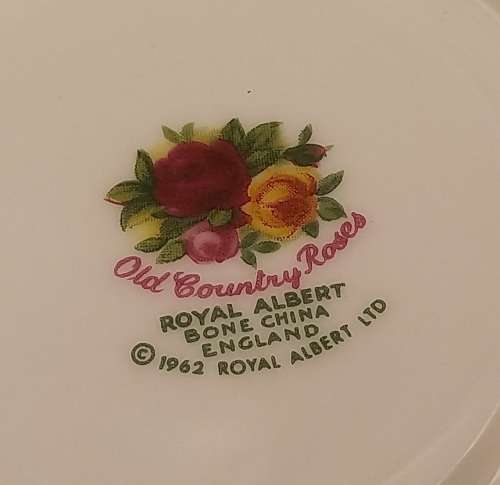 Old Country Roses
ROYAL ALBERT
BONE CHINA
ENGLAND
© 1962 ROYAL ALBERT LTD